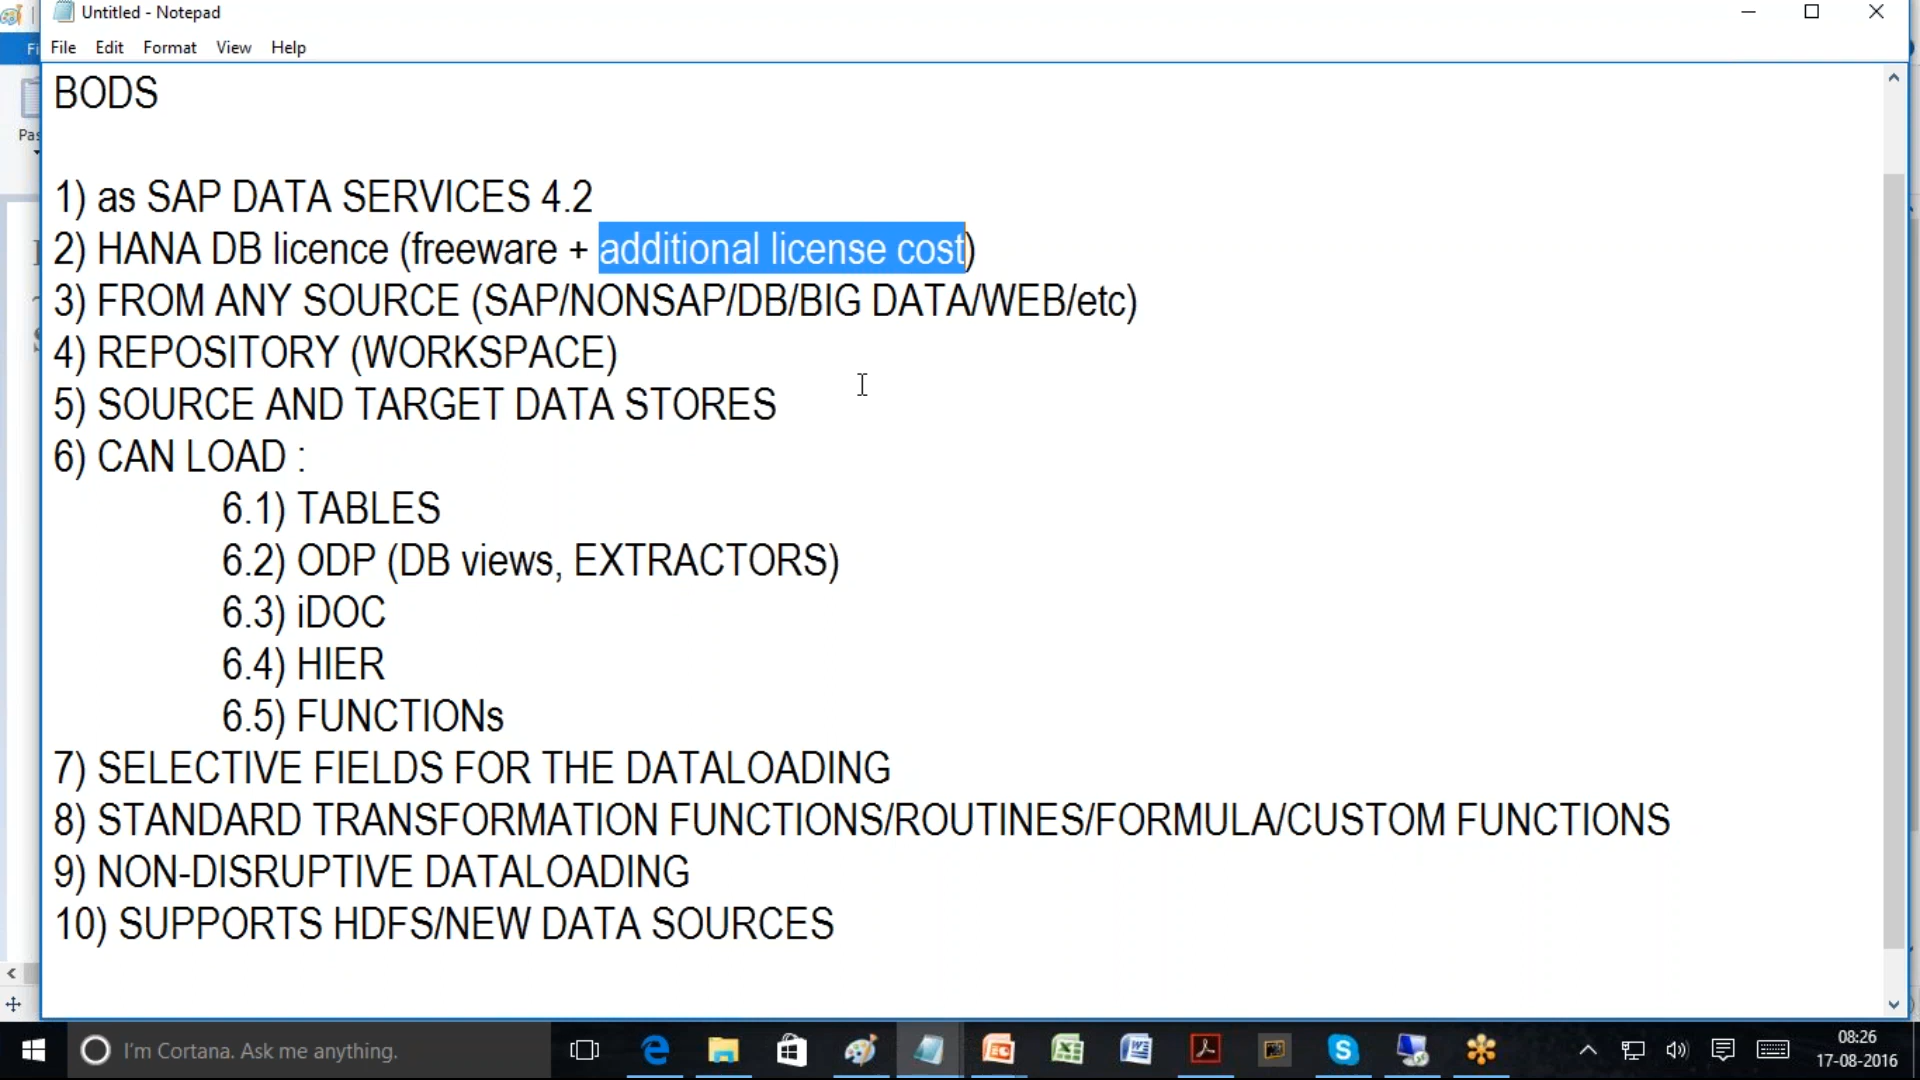 Untitled - Notepad
File Edit Format View Help
BODS
1) as SAP DATA SERVICES 4.2
2) HANA DB licence (freeware + additional license cost)
3) FROM ANY SOURCE (SAP/NONSAP/DB/BIG DATA/WEB/etc)
4) REPOSITORY (WORKSPACE)
5) SOURCE AND TARGET DATA STORES
6) CAN LOAD :
6.1) TABLES
6.2) ODP (DB views, EXTRACTORS)
6.3) iDOC
6.4) HIER
6.5) FUNCTIONs
7) SELECTIVE FIELDS FOR THE DATALOADING
8) STANDARD TRANSFORMATION FUNCTIONS/ROUTINES/FORMULA/CUSTOM FUNCTIONS
9) NON-DISRUPTIVE DATALOADING
10) SUPPORTS HDFS/NEW DATA SOURCES
I'm Cortana. Ask me anything.
08:26
17-08-2016